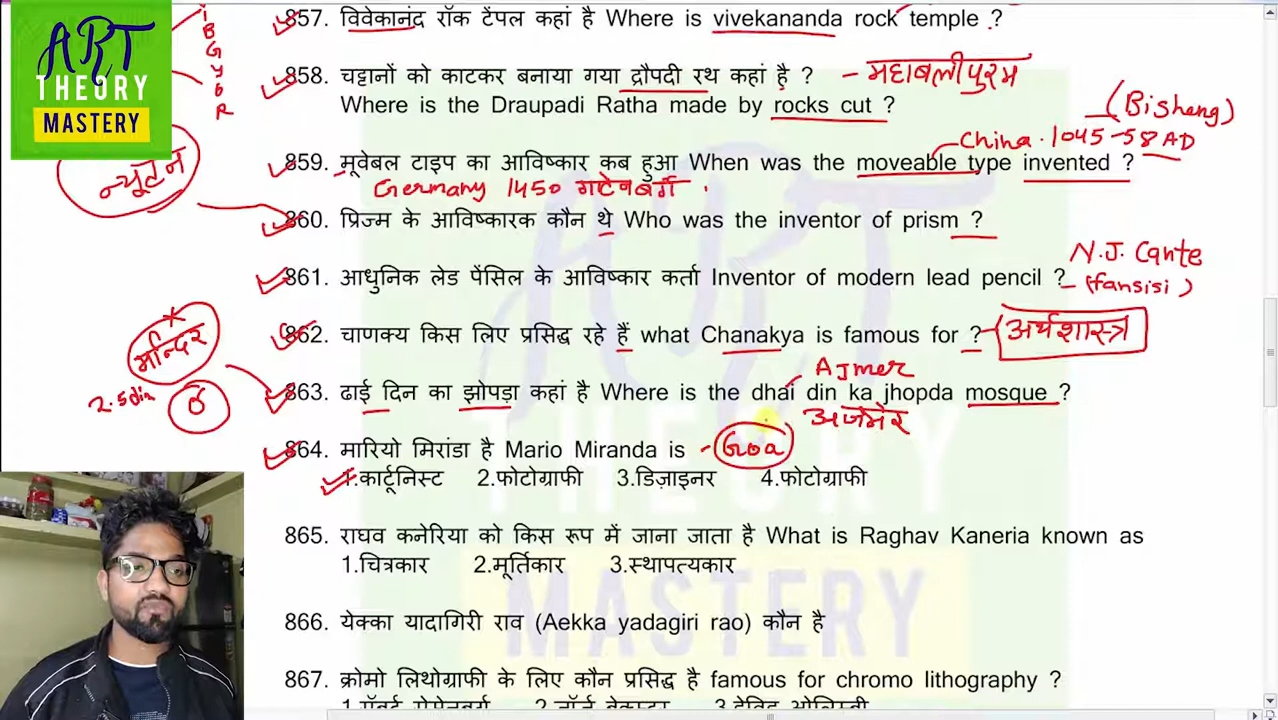 857. विवेकानंद रॉक टेंपल कहां है Where is vivekananda rock temple ?
I
B
G
Y
O
R
ART
THEORY
MASTERY
858. चट्टानों को काटकर बनाया गया द्रौपदी रथ कहां है ? - महाबलीपुरम
Where is the Draupadi Ratha made by rocks cut ?
(Bisheng)
China. 1045-58 AD
859. मूवेबल टाइप का आविष्कार कब हुआ When was the moveable type invented ?
न्यूटन
Germany 1450 गटेनबर्ग
860. प्रिज्म के आविष्कारक कौन थे Who was the inventor of prism ?
N.J. Cante
861. आधुनिक लेड पेंसिल के आविष्कार कर्ता Inventor of modern lead pencil ?
- (fansisi)
862. चाणक्य किस लिए प्रसिद्ध रहे हैं what Chanakya is famous for ? - अर्थशास्त्र
मन्दिर
Ajmer
863. ढाई दिन का झोपड़ा कहां है Where is the dhai din ka jhopda mosque ?
2.5 din
अजमेर
864. मारियो मिरांडा है Mario Miranda is - Goa
1.कार्टूनिस्ट 2.फोटोग्राफी 3.डिज़ाइनर 4.फोटोग्राफी
865. राघव कनेरिया को किस रूप में जाना जाता है What is Raghav Kaneria known as
1.चित्रकार 2.मूर्तिकार 3.स्थापत्यकार
866. येक्का यादागिरी राव (Aekka yadagiri rao) कौन है
867. क्रोमो लिथोग्राफी के लिए कौन प्रसिद्ध है famous for chromo lithography ?
ART
THEORY
MASTERY